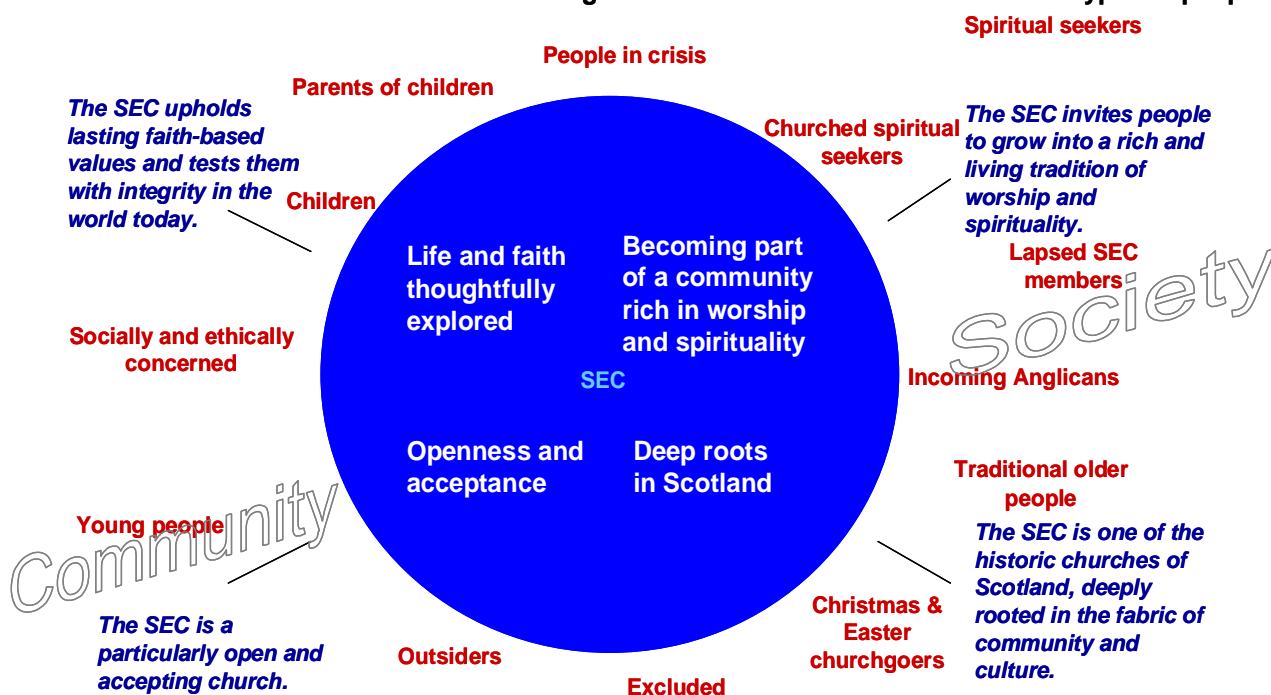 Spiritual seekers
People in crisis
Parents of children
The SEC upholds
lasting faith-based
values and tests them
with integrity in the
world today.
Churched spiritual
seekers
The SEC invites people
to grow into a rich and
living tradition of
worship and
spirituality.
Children
Life and faith
thoughtfully
explored
Becoming part
of a community
rich in worship
and spirituality
Lapsed SEC
members
Society
Socially and ethically
concerned
SEC
Incoming Anglicans
Openness and
acceptance
Deep roots
in Scotland
Traditional older
people
Young people
Community
The SEC is one of the
historic churches of
Scotland, deeply
rooted in the fabric of
community and
culture.
The SEC is a
particularly open and
accepting church.
Outsiders
Christmas &
Easter
churchgoers
Excluded